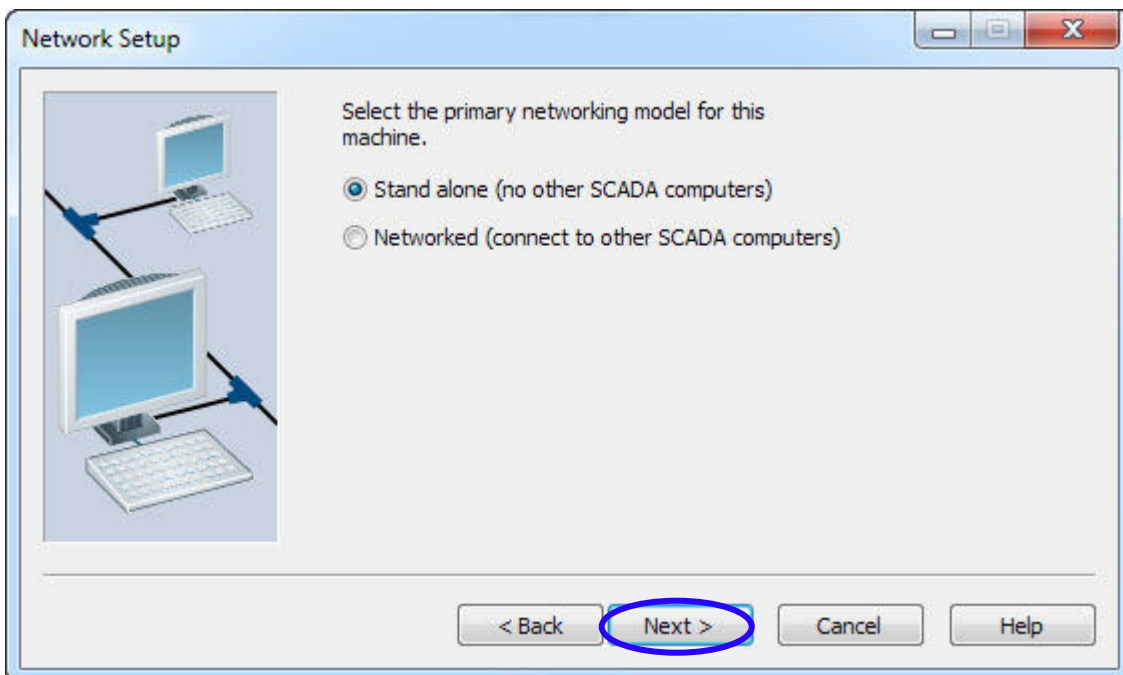 Network Setup
Select the primary networking model for this
machine.
Stand alone (no other SCADA computers)
Networked (connect to other SCADA computers)
< Back
Next >
Cancel
Help